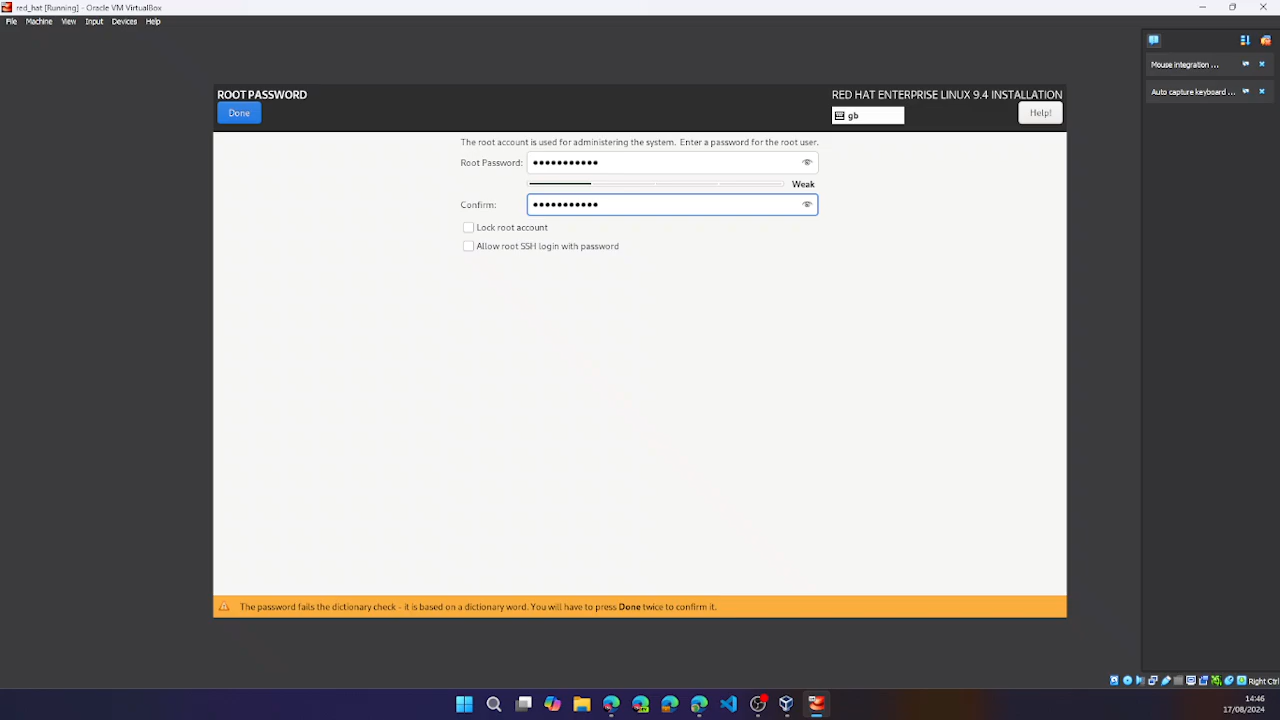 red_hat [Running] - Oracle VM VirtualBox
File Machine View Input Devices Help
ROOT PASSWORD
RED HAT ENTERPRISE LINUX 9.4 INSTALLATION
Done
gb
Help!
Mouse integration ...
Auto capture keyboard ...
The root account is used for administering the system. Enter a password for the root user.
Root Password: ●●●●●●●●●●●
Weak
Confirm: ●●●●●●●●●●●
Lock root account
Allow root SSH login with password
The password fails the dictionary check - it is based on a dictionary word. You will have to press Done twice to confirm it.
Right Ctrl
14:46
17/08/2024